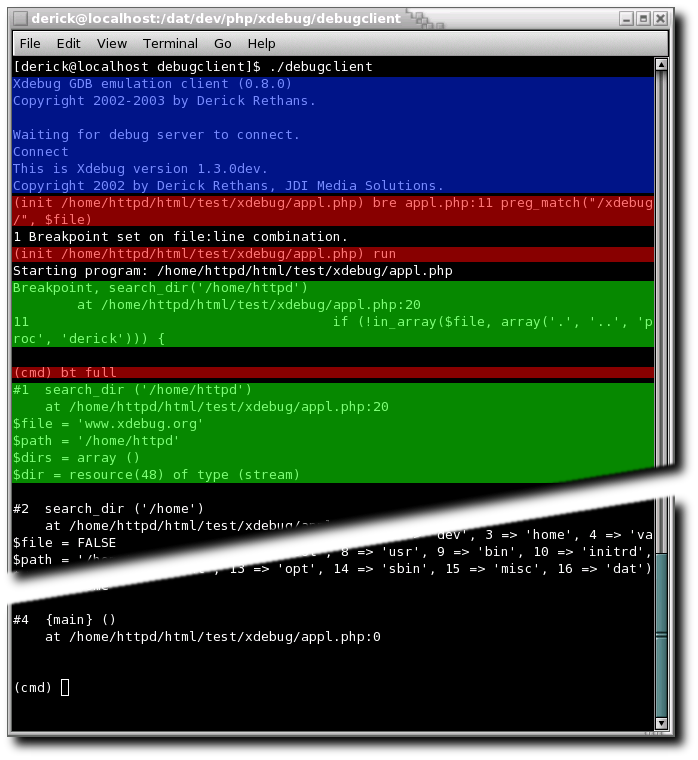 derick@localhost:/dat/dev/php/xdebug/debugclient
File Edit View Terminal Go Help
[derick@localhost debugclient]$ ./debugclient
Xdebug GDB emulation client (0.8.0)
Copyright 2002-2003 by Derick Rethans.
Waiting for debug server to connect.
Connect
This is Xdebug version 1.3.0dev.
Copyright 2002 by Derick Rethans, JDI Media Solutions.
(init /home/httpd/html/test/xdebug/appl.php) bre appl.php:11 preg_match("/xdebug
/", $file)
1 Breakpoint set on file:line combination.
(init /home/httpd/html/test/xdebug/appl.php) run
Starting program: /home/httpd/html/test/xdebug/appl.php
Breakpoint, search_dir('/home/httpd')
at /home/httpd/html/test/xdebug/appl.php:20
11 if (!in_array($file, array('.', '..', 'p
roc', 'derick'))) {
(cmd) bt full
#1 search_dir ('/home/httpd')
at /home/httpd/html/test/xdebug/appl.php:20
$file = 'www.xdebug.org'
$path = '/home/httpd'
$dirs = array ()
$dir = resource(48) of type (stream)
#2 search_dir ('/home')
at /home/httpd/html/test/xdebug/appl
$file = FALSE
$path =
dev', 3 => 'home', 4 => 'va
8 => 'usr', 9 => 'bin', 10 => 'initrd',
13 => 'opt', 14 => 'sbin', 15 => 'misc', 16 => 'dat')
#4 {main} ()
at /home/httpd/html/test/xdebug/appl.php:0
(cmd)